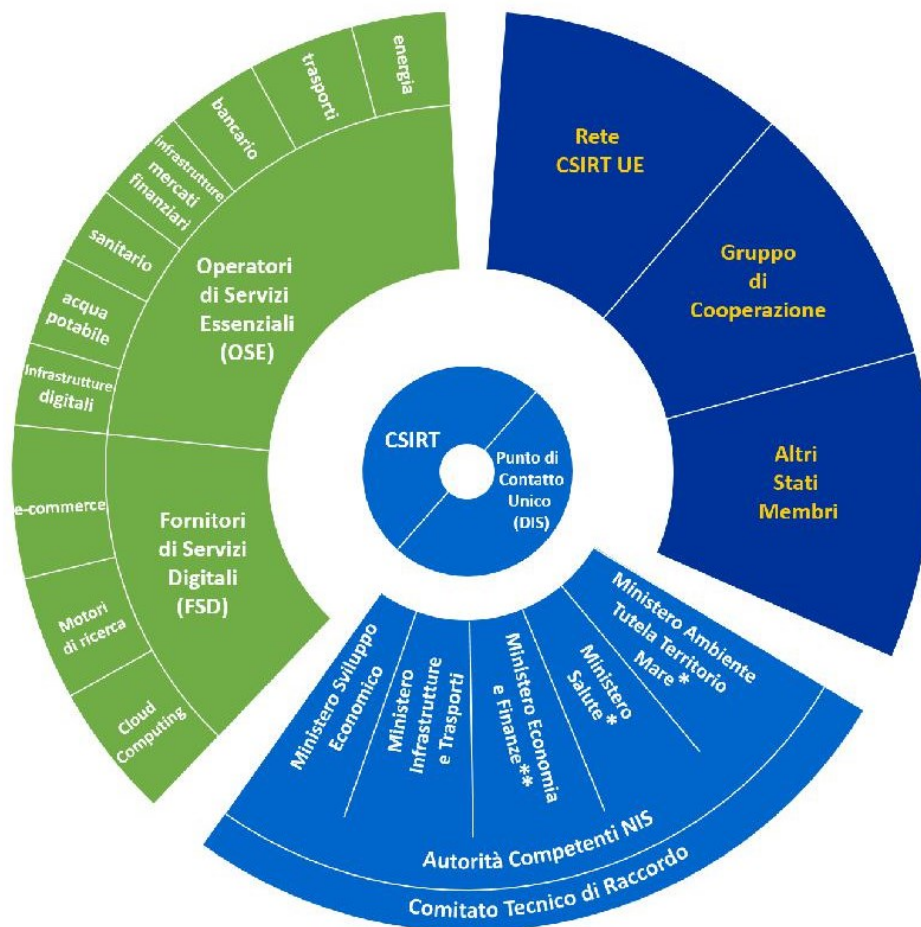 energia
trasporti
bancario
infrastrutture
mercati
finanziari
sanitario
acqua
potabile
Infrastrutture
digitali
e-commerce
Motori
di ricerca
Cloud
Computing
Operatori
di Servizi
Essenziali
(OSE)
Fornitori
di Servizi
Digitali
(FSD)
Rete
CSIRT UE
Gruppo
di
Cooperazione
Altri
Stati
Membri
CSIRT
Punto di
Contatto
Unico
(DIS)
Ministero Sviluppo
Economico
Ministero
Infrastrutture
e Trasporti
Ministero Economia
e Finanze**
Ministero
Salute*
Ministero Ambiente
Tutela Territorio
Mare*
Autorità Competenti NIS
Comitato Tecnico di Raccordo